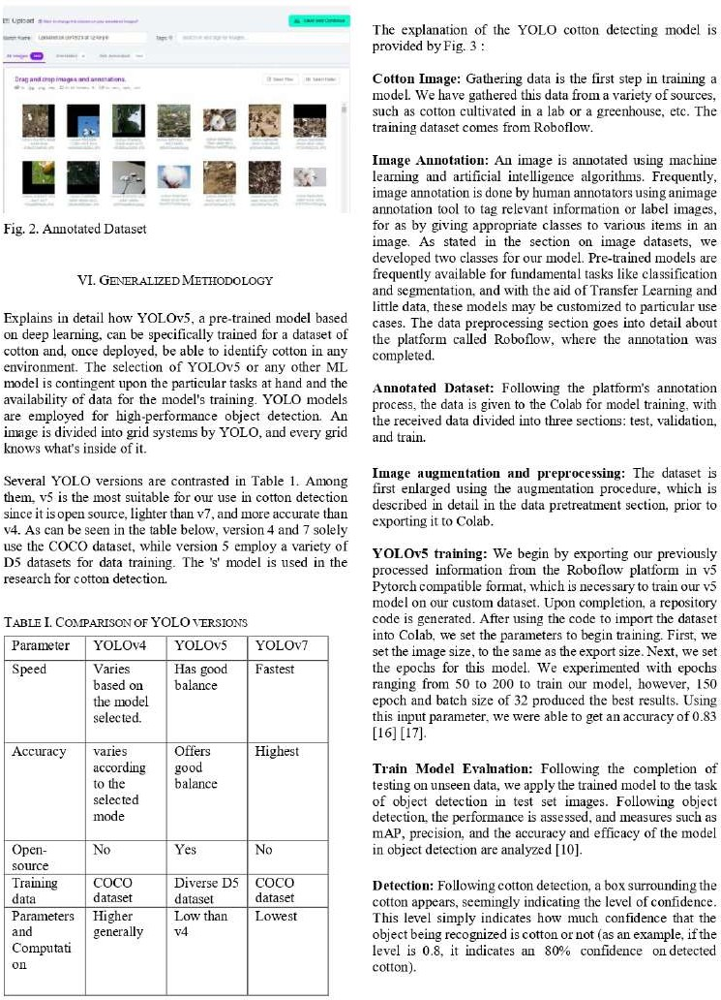 Upload
Save and Continue
Batch Name:
Tags:
All Images
Drag and drop images and annotations.
Select Files
Select Folder
Fig. 2. Annotated Dataset
VI. GENERALIZED METHODOLOGY
Explains in detail how YOLOv5, a pre-trained model based
on deep learning, can be specifically trained for a dataset of
cotton and, once deployed, be able to identify cotton in any
environment. The selection of YOLOv5 or any other ML
model is contingent upon the particular tasks at hand and the
availability of data for the model's training. YOLO models
are employed for high-performance object detection. An
image is divided into grid systems by YOLO, and every grid
knows what's inside of it.
Several YOLO versions are contrasted in Table 1. Among
them, v5 is the most suitable for our use in cotton detection
since it is open source, lighter than v7, and more accurate than
v4. As can be seen in the table below, version 4 and 7 solely
use the COCO dataset, while version 5 employ a variety of
D5 datasets for data training. The 's' model is used in the
research for cotton detection.
TABLE I. COMPARISON OF YOLO VERSIONS
Parameter YOLOv4 YOLOv5 YOLOv7
Speed Varies Has good Fastest
based on balance
the model
selected.
Accuracy varies Offers Highest
according good
to the balance
selected
mode
Open- No Yes No
source
Training COCO Diverse D5 COCO
data dataset dataset dataset
Parameters Higher Low than Lowest
and generally v4
Computati
on
The explanation of the YOLO cotton detecting model is
provided by Fig. 3 :
Cotton Image: Gathering data is the first step in training a
model. We have gathered this data from a variety of sources,
such as cotton cultivated in a lab or a greenhouse, etc. The
training dataset comes from Roboflow.
Image Annotation: An image is annotated using machine
learning and artificial intelligence algorithms. Frequently,
image annotation is done by human annotators using animage
annotation tool to tag relevant information or label images,
for as by giving appropriate classes to various items in an
image. As stated in the section on image datasets, we
developed two classes for our model. Pre-trained models are
frequently available for fundamental tasks like classification
and segmentation, and with the aid of Transfer Learning and
little data, these models may be customized to particular use
cases. The data preprocessing section goes into detail about
the platform called Roboflow, where the annotation was
completed.
Annotated Dataset: Following the platform's annotation
process, the data is given to the Colab for model training, with
the received data divided into three sections: test, validation,
and train.
Image augmentation and preprocessing: The dataset is
first enlarged using the augmentation procedure, which is
described in detail in the data pretreatment section, prior to
exporting it to Colab.
YOLOv5 training: We begin by exporting our previously
processed information from the Roboflow platform in v5
Pytorch compatible format, which is necessary to train our v5
model on our custom dataset. Upon completion, a repository
code is generated. After using the code to import the dataset
into Colab, we set the parameters to begin training. First, we
set the image size, to the same as the export size. Next, we set
the epochs for this model. We experimented with epochs
ranging from 50 to 200 to train our model, however, 150
epoch and batch size of 32 produced the best results. Using
this input parameter, we were able to get an accuracy of 0.83
[16] [17].
Train Model Evaluation: Following the completion of
testing on unseen data, we apply the trained model to the task
of object detection in test set images. Following object
detection, the performance is assessed, and measures such as
mAP, precision, and the accuracy and efficacy of the model
in object detection are analyzed [10].
Detection: Following cotton detection, a box surrounding the
cotton appears, seemingly indicating the level of confidence.
This level simply indicates how much confidence that the
object being recognized is cotton or not (as an example, if the
level is 0.8, it indicates an 80% confidence on detected
cotton).